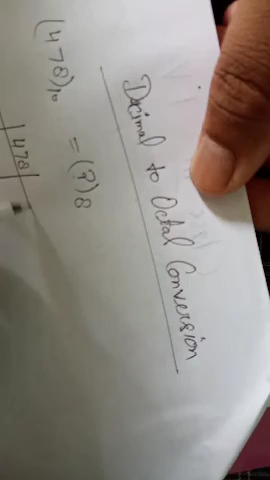 Decimal to Octal Conversion
(478)₁₀ = (?)₈
478